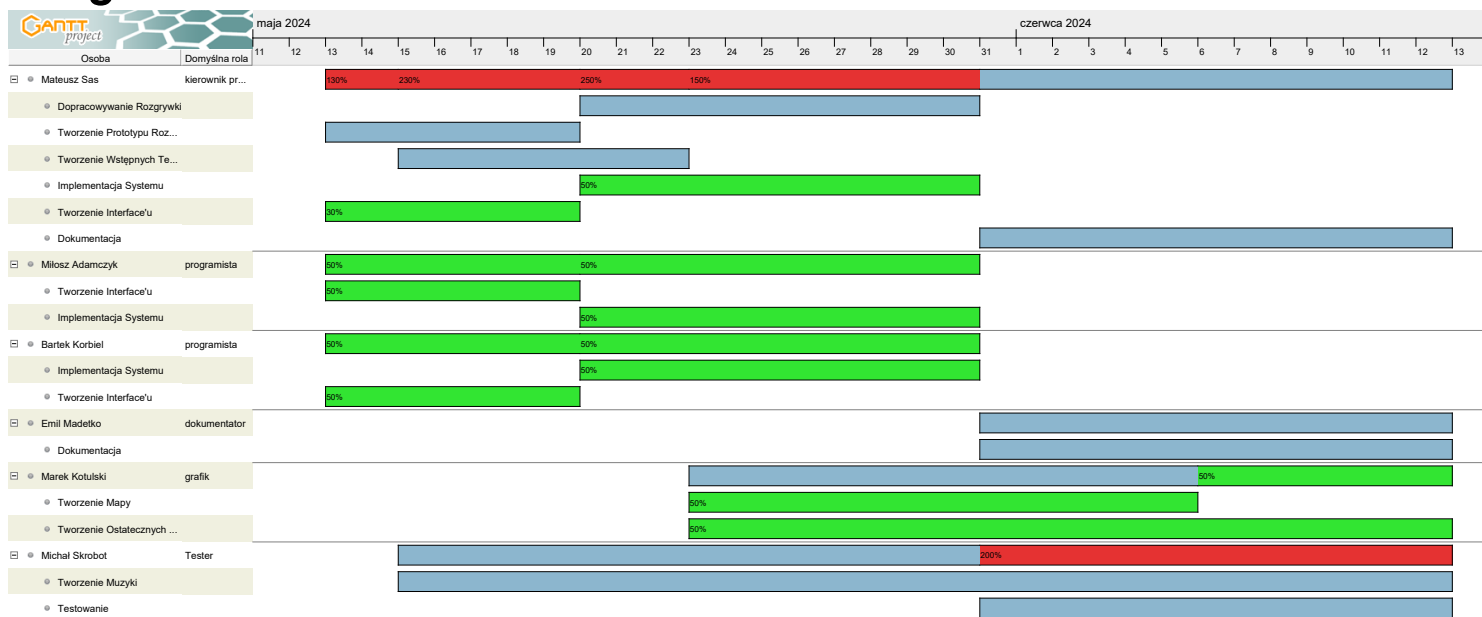 GANTT project
maja 2024 czerwca 2024
11 12 13 14 15 16 17 18 19 20 21 22 23 24 25 26 27 28 29 30 31 1 2 3 4 5 6 7 8 9 10 11 12 13
Osoba Domyślna rola
Mateusz Sas kierownik pr... 130% 230% 250% 150%
Dopracowywanie Rozgrywki
Tworzenie Prototypu Roz...
Tworzenie Wstępnych Te...
Implementacja Systemu 50%
Tworzenie Interface'u 30%
Dokumentacja
Miłosz Adamczyk programista 50% 50%
Tworzenie Interface'u 50%
Implementacja Systemu 50%
Bartek Korbiel programista 50% 50%
Implementacja Systemu 50%
Tworzenie Interface'u 50%
Emil Madetko dokumentator
Dokumentacja
Marek Kotulski grafik 50%
Tworzenie Mapy 50%
Tworzenie Ostatecznych ... 50%
Michał Skrobot Tester 200%
Tworzenie Muzyki
Testowanie